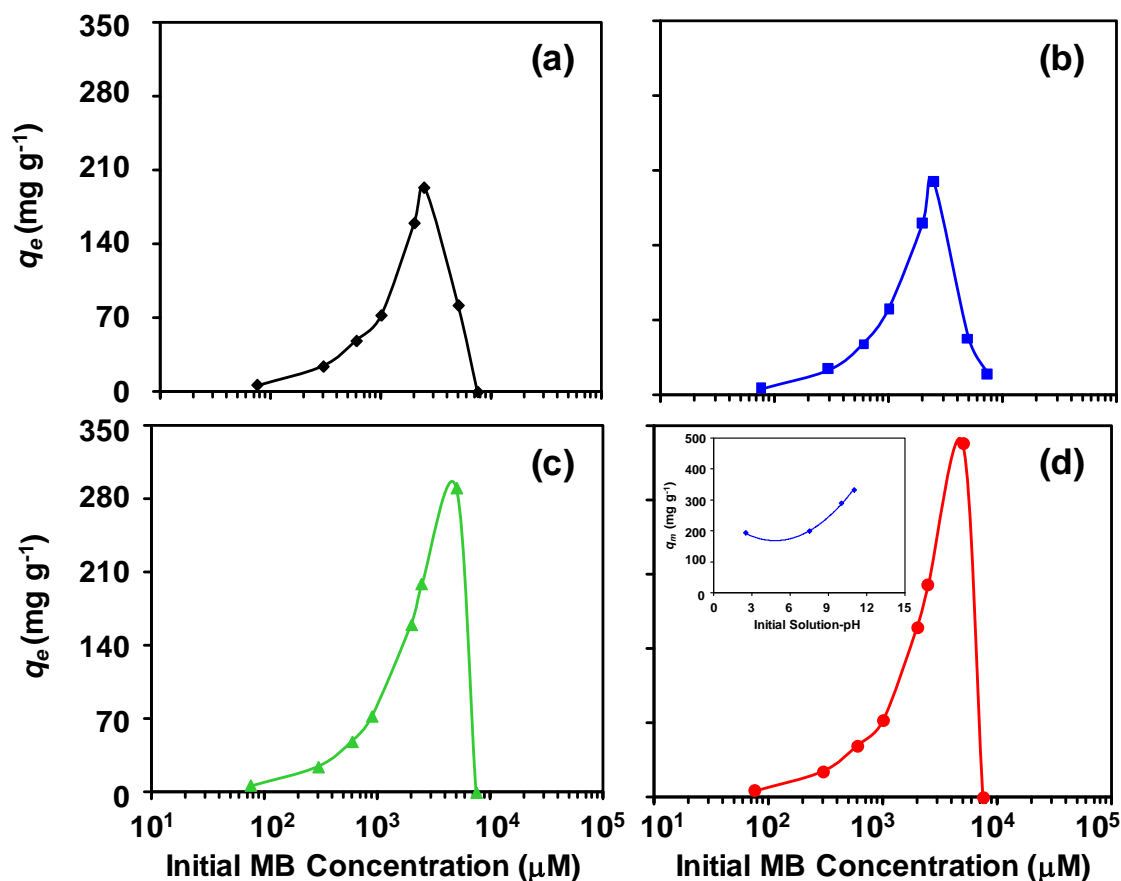 350
280
210
140
70
0
qe (mg g-1)
(a)
(b)
350
280
210
140
70
0
qe (mg g-1)
(c)
(d)
500
400
300
200
100
0
qm (mg g-1)
0 3 6 9 12 15
Initial Solution-pH
10¹ 10² 10³ 10⁴ 10⁵
10¹ 10² 10³ 10⁴ 10⁵
Initial MB Concentration (μM)
Initial MB Concentration (μM)